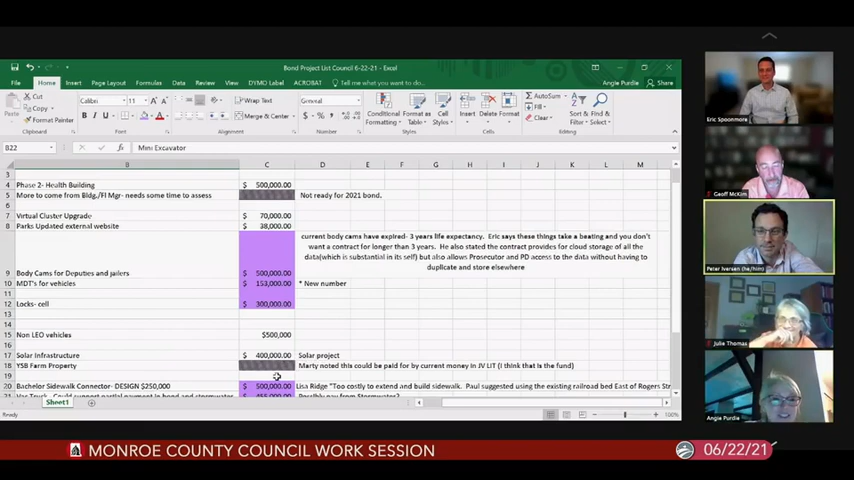 Bond Project List Council 6-22-21 - Excel
File Home Insert Page Layout Formulas Data Review View DYMO Label ACROBAT Tell me what you want to do... Angie Purdie Share
Cut
Copy
Format Painter
Paste
Calibri 11
Wrap Text
Merge & Center
General
Conditional Formatting
Format as Table
Cell Styles
Insert Delete Format
AutoSum
Fill
Clear
Sort & Filter
Find & Select
Clipboard Font Alignment Number Styles Cells Editing
B22 Mini Excavator
B C D E F G H I J K L M
3
4 Phase 2- Health Building $ 500,000.00
5 More to come from Bldg./Fl Mgr- needs some time to assess Not ready for 2021 bond.
6
7 Virtual Cluster Upgrade $ 70,000.00
8 Parks Updated external website $ 38,000.00
current body cams have expired- 3 years life expectancy. Eric says these things take a beating and you don't
want a contract for longer than 3 years. He also stated the contract provides for cloud storage of all the
data(which is substantial in its self) but also allows Prosecutor and PD access to the data without having to
duplicate and store elsewhere
9 Body Cams for Deputies and jailers $ 500,000.00
10 MDT's for vehicles $ 153,000.00 * New number
11
12 Locks- cell $ 300,000.00
13
14
15 Non LEO vehicles $500,000
16
17 Solar Infrastructure $ 400,000.00 Solar project
18 YSB Farm Property Marty noted this could be paid for by current money in JV LIT (I think that is the fund)
19
20 Bachelor Sidewalk Connector- DESIGN $250,000 $ 500,000.00 Lisa Ridge "Too costly to extend and build sidewalk. Paul suggested using the existing railroad bed East of Rogers Str
Sheet1
Ready 100%
Eric Spoonmore
Geoff McKim
Peter Iversen (he/him)
Julie Thomas
Angie Purdie
MONROE COUNTY COUNCIL WORK SESSION 06/22/21